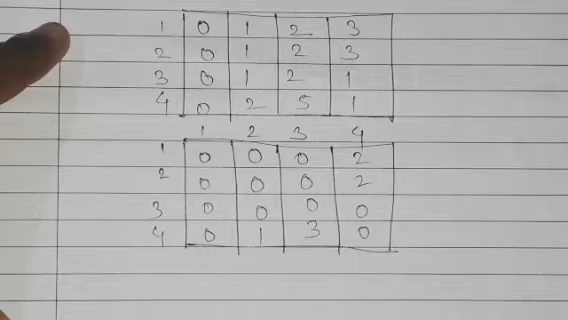 1 0 1 2 3
2 0 1 2 3
3 0 1 2 1
4 0 2 5 1
1 2 3 4
1 0 0 0 2
2 0 0 0 2
3 0 0 0 0
4 0 1 3 0